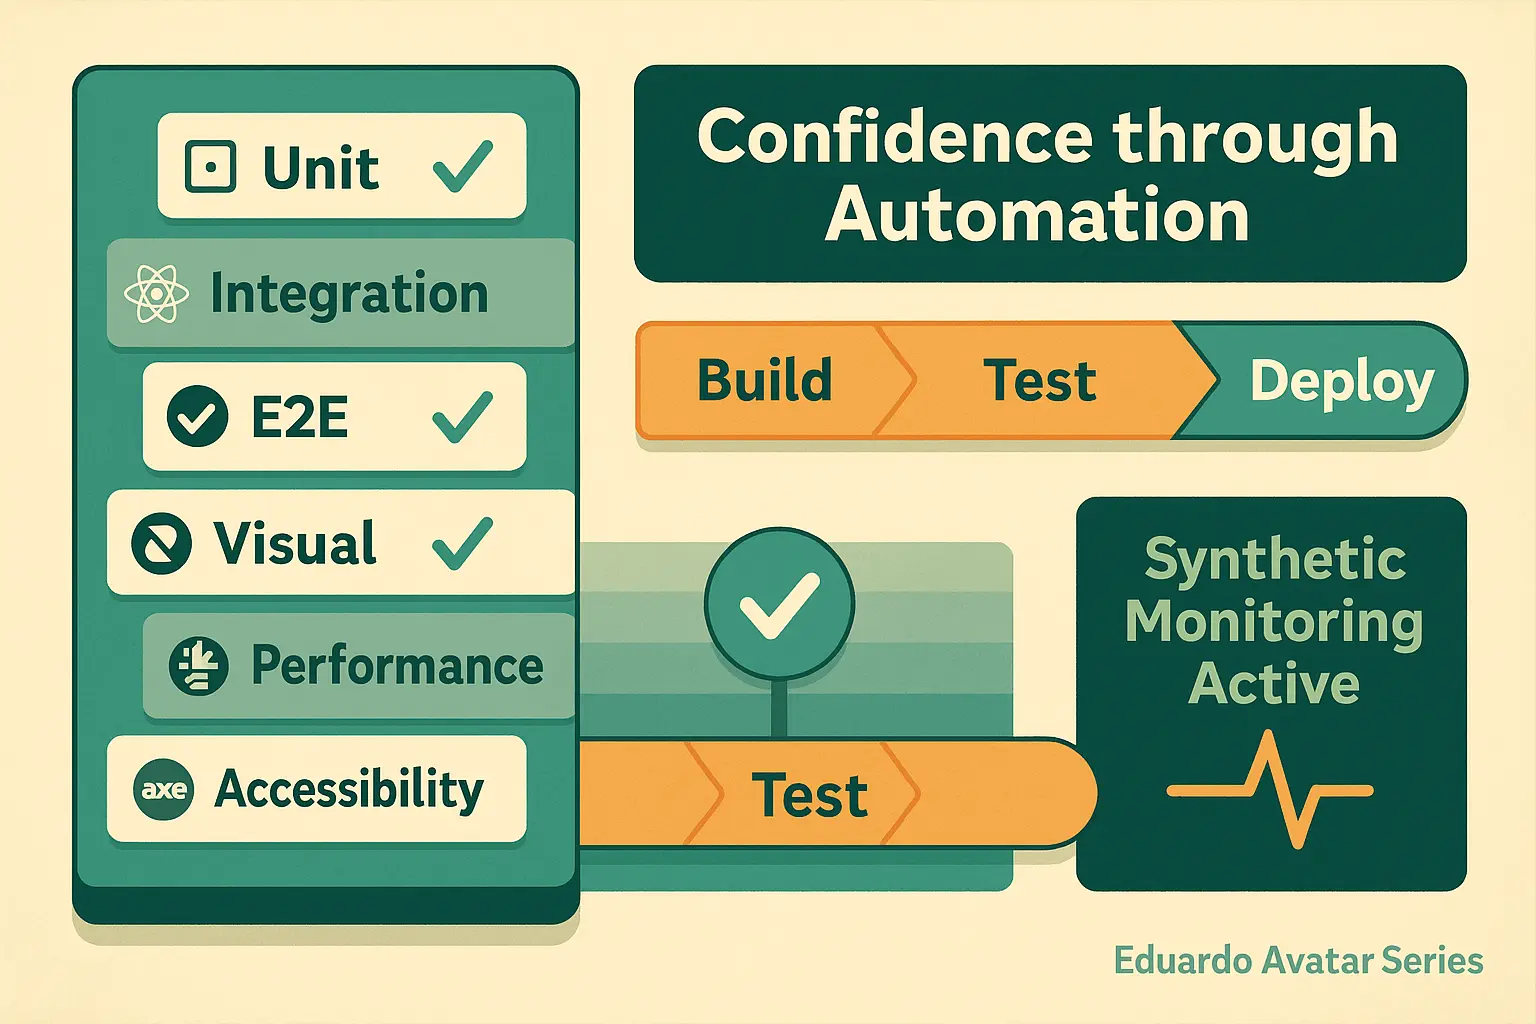 Unit
Integration
E2E
Visual
Performance
axe Accessibility
Confidence through
Automation
Build Test Deploy
Test
Synthetic
Monitoring
Active
Eduardo Avatar Series